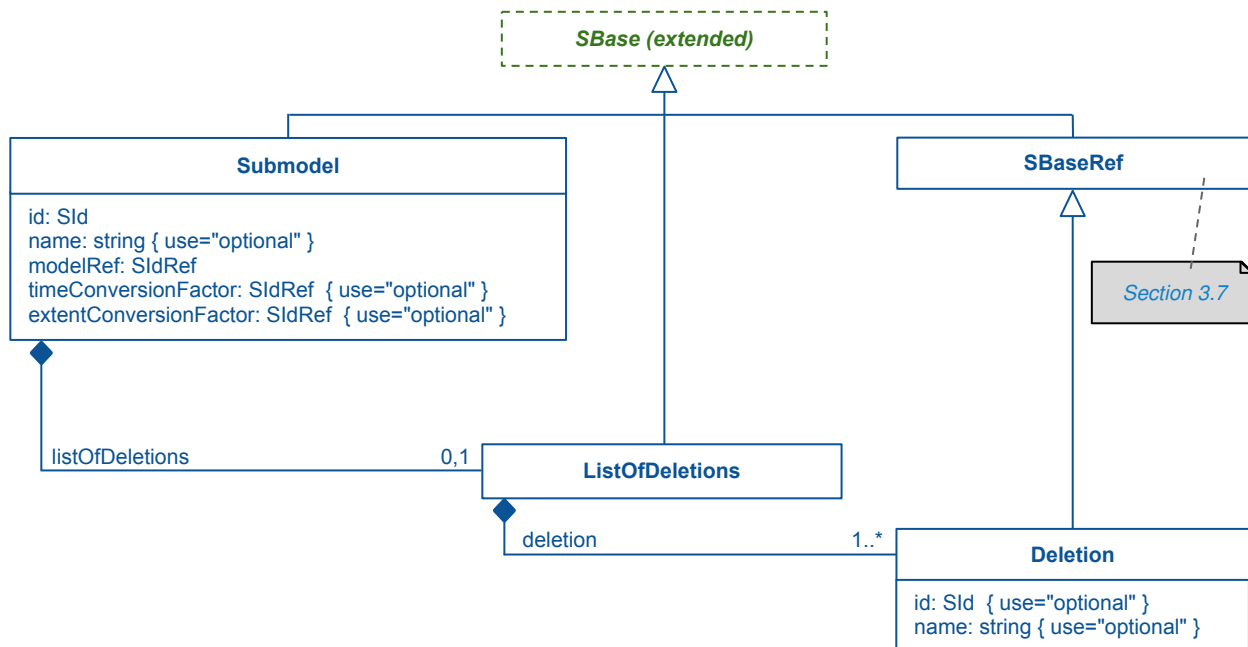 SBase (extended)
Submodel
SBaseRef
id: SId
name: string { use="optional" }
modelRef: SIdRef
timeConversionFactor: SIdRef  { use="optional" }
extentConversionFactor: SIdRef  { use="optional" }
Section 3.7
listOfDeletions
0,1
ListOfDeletions
deletion
1..*
Deletion
id: SId  { use="optional" }
name: string { use="optional" }